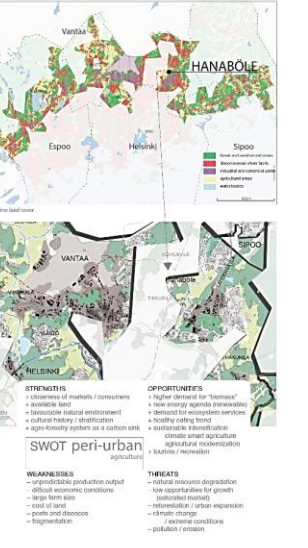 Vantaa
HANABÖLE
Espoo
Helsinki
Sipoo
agricultural areas
water bodies
land cover
VANTAA
SIPOO
HAKUNILA
HELSINKI
STRENGTHS
+ closeness of markets / consumers
+ available land
+ favourable natural environment
+ cultural history / stratification
+ agro-forestry system as a carbon sink
OPPORTUNITIES
+ higher demand for "biomass"
+ new energy agenda (renewable)
+ demand for ecosystem services
+ healthy eating trend
+ sustainable intensification
climate smart agriculture
agricultural modernization
+ tourims / recreation
SWOT peri-urban
agriculture
WEAKNESSES
– unpredictable production output
– difficult economic conditions
– large farm size
– cost of land
– pests and diseases
– fragmentation
THREATS
– natural resource degradation
– low opportunities for growth
(saturated market)
– reforestation / urban expansion
– climate change
/ extreme conditions
– pollution / erosion